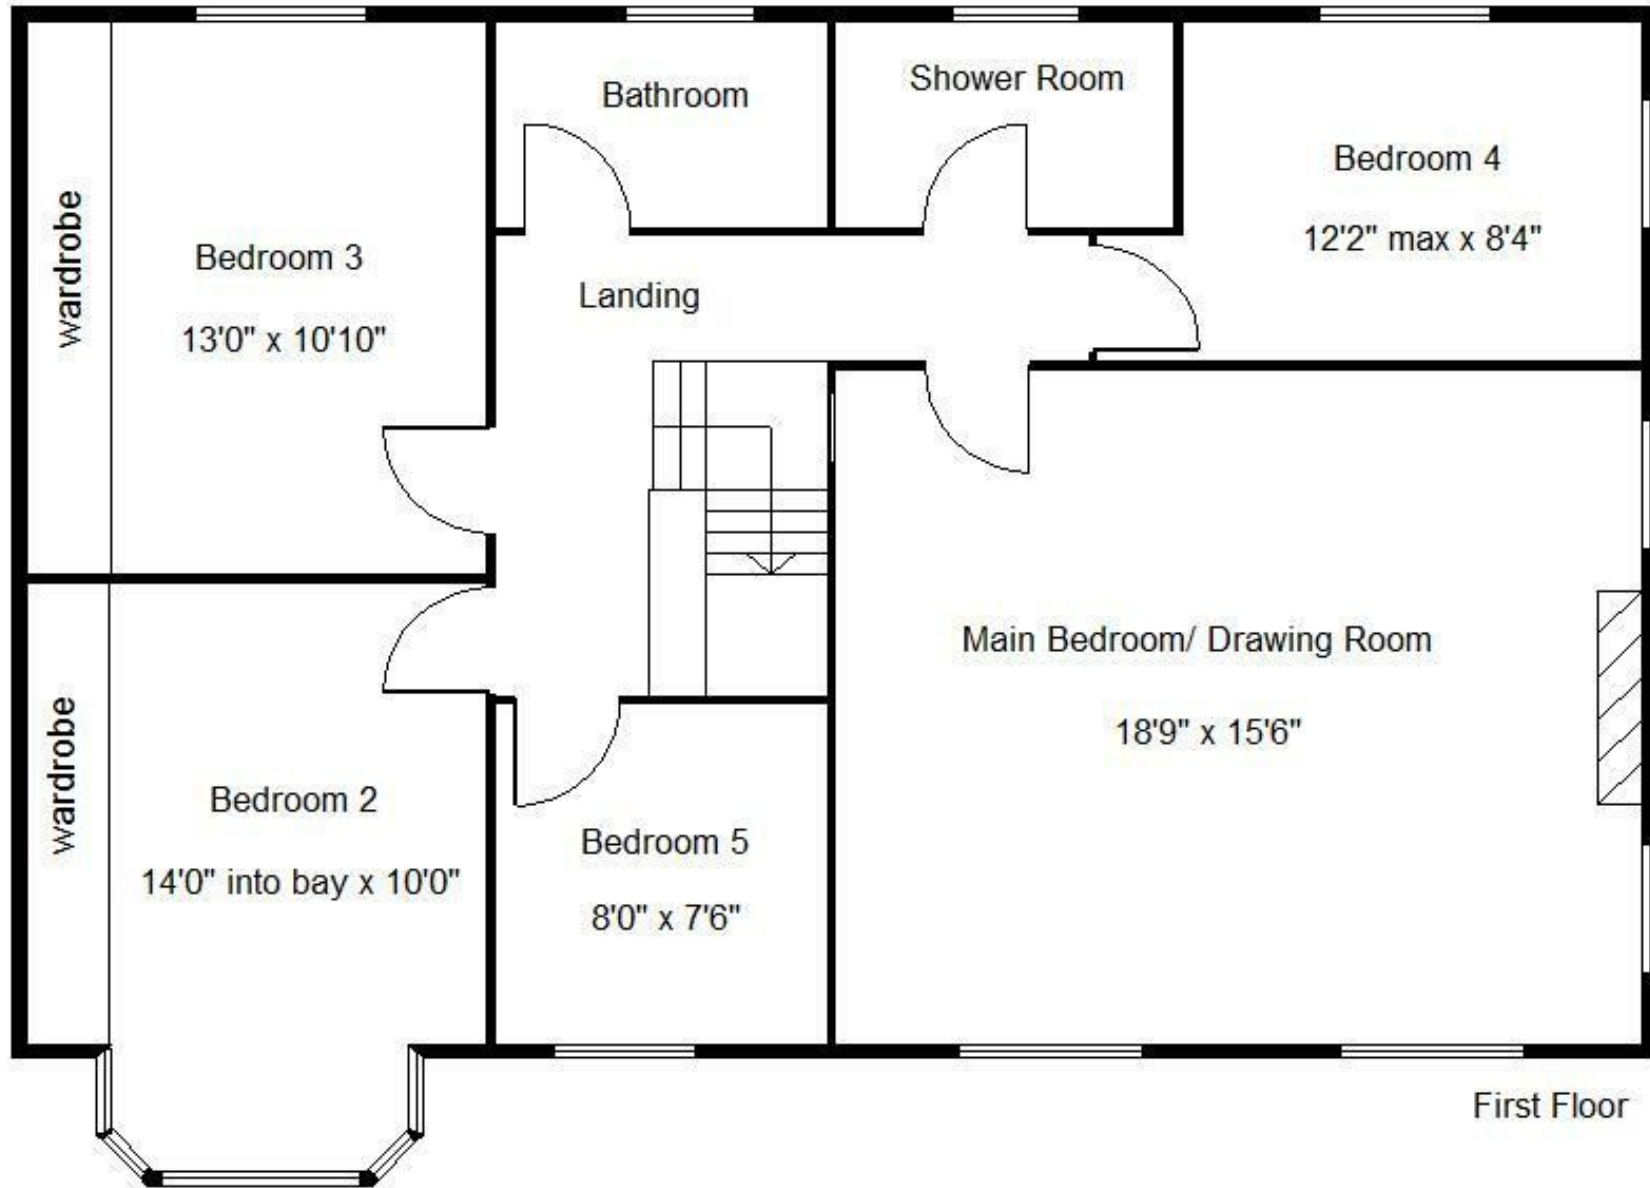 Bathroom
Shower Room
Bedroom 4
12'2" max x 8'4"
wardrobe
Bedroom 3
13'0" x 10'10"
Landing
Main Bedroom/ Drawing Room
18'9" x 15'6"
wardrobe
Bedroom 2
14'0" into bay x 10'0"
Bedroom 5
8'0" x 7'6"
First Floor